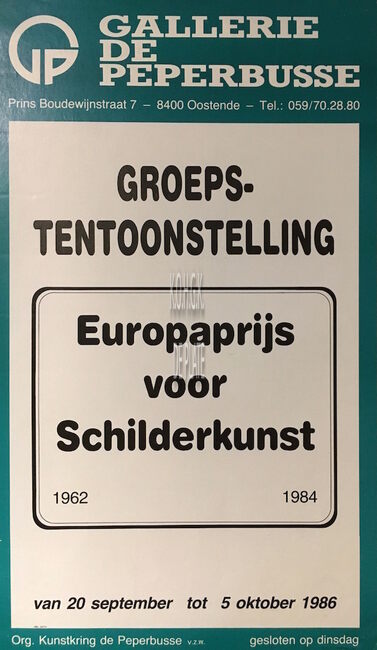 GALLERIE
DE
PEPERBUSSE
Prins Boudewijnstraat 7 – 8400 Oostende – Tel.: 059/70.28.80
GROEPS-
TENTOONSTELLING
Europaprijs
voor
Schilderkunst
1962 1984
van 20 september tot 5 oktober 1986
Org. Kunstkring de Peperbusse v.z.w. gesloten op dinsdag